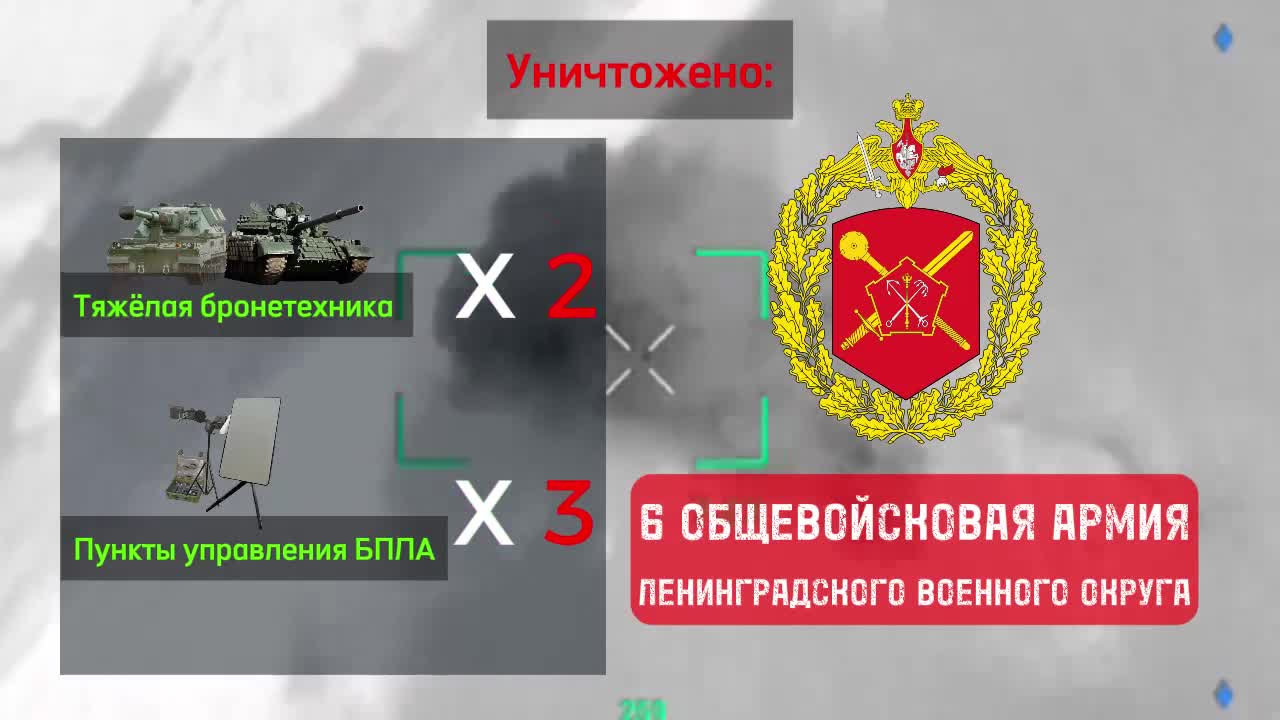 Уничтожено:
Тяжёлая бронетехника
X 2
Пункты управления БПЛА
X 3
6 ОБЩЕВОЙСКОВАЯ АРМИЯ
ЛЕНИНГРАДСКОГО ВОЕННОГО ОКРУГА